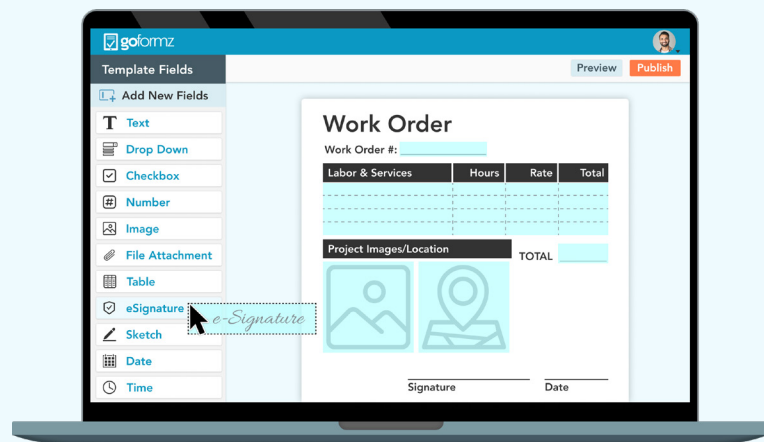 goformz
Template Fields
Preview
Publish
Add New Fields
Text
Drop Down
Checkbox
Number
Image
File Attachment
Table
eSignature
Sketch
Date
Time
e-Signature
Work Order
Work Order #:
Labor & Services Hours Rate Total
Project Images/Location
TOTAL
Signature Date